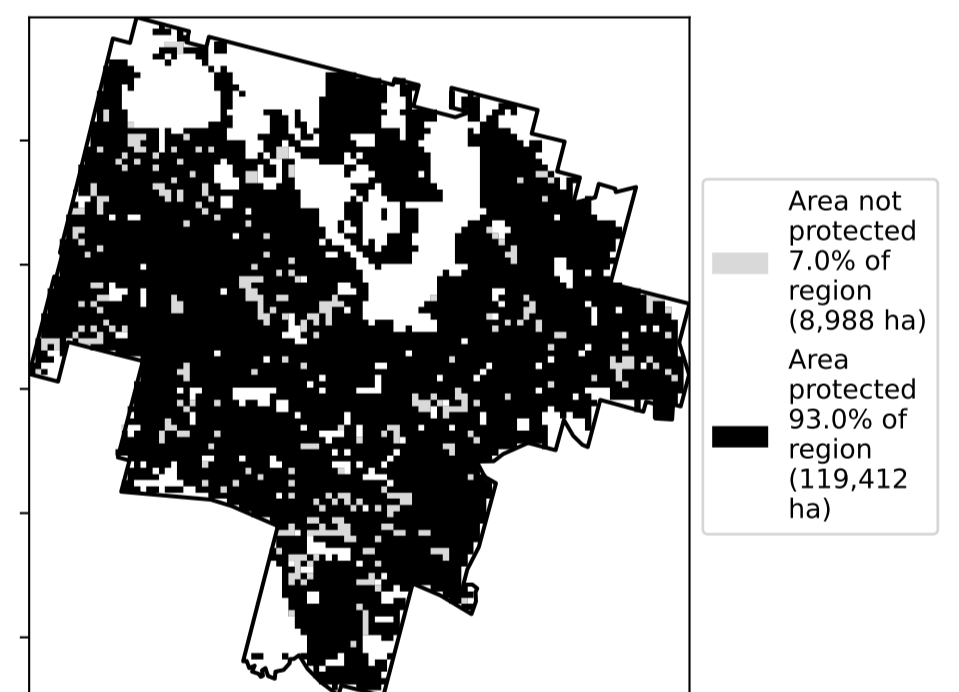 Area not
protected
7.0% of
region
(8,988 ha)
Area
protected
93.0% of
region
(119,412
ha)